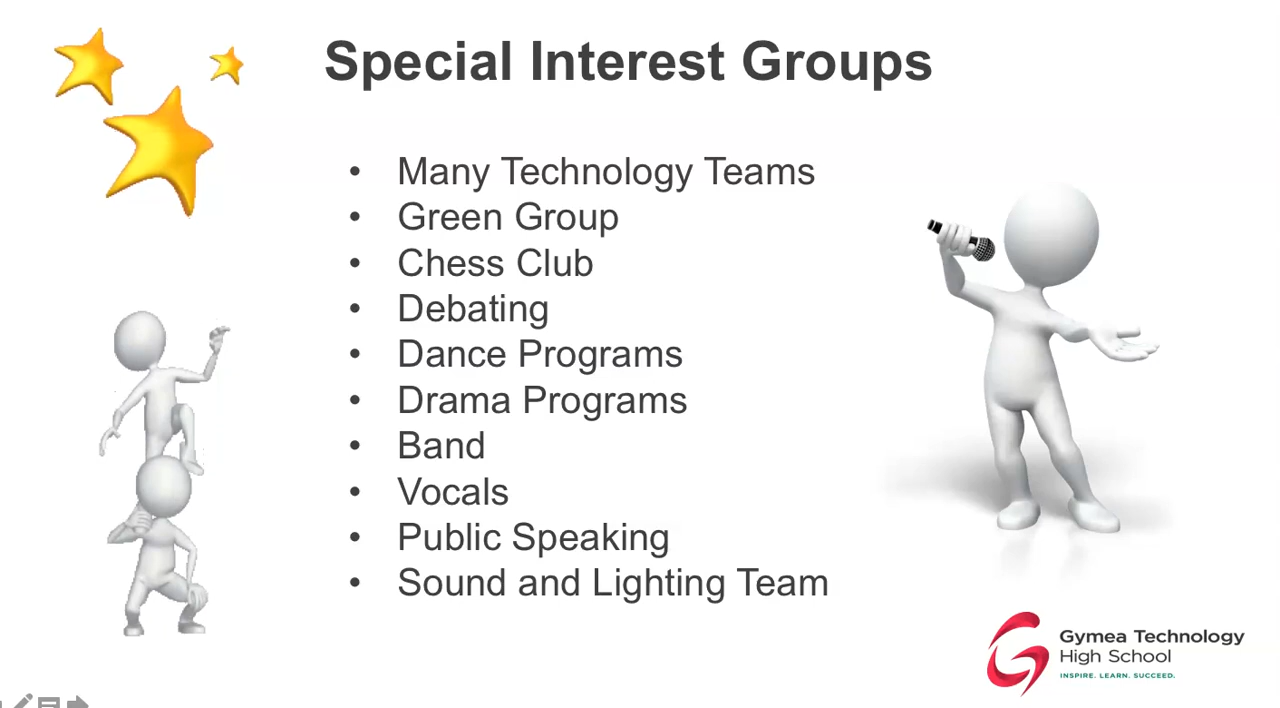 Special Interest Groups
• Many Technology Teams
• Green Group
• Chess Club
• Debating
• Dance Programs
• Drama Programs
• Band
• Vocals
• Public Speaking
• Sound and Lighting Team
Gymea Technology
High School
INSPIRE. LEARN. SUCCEED.